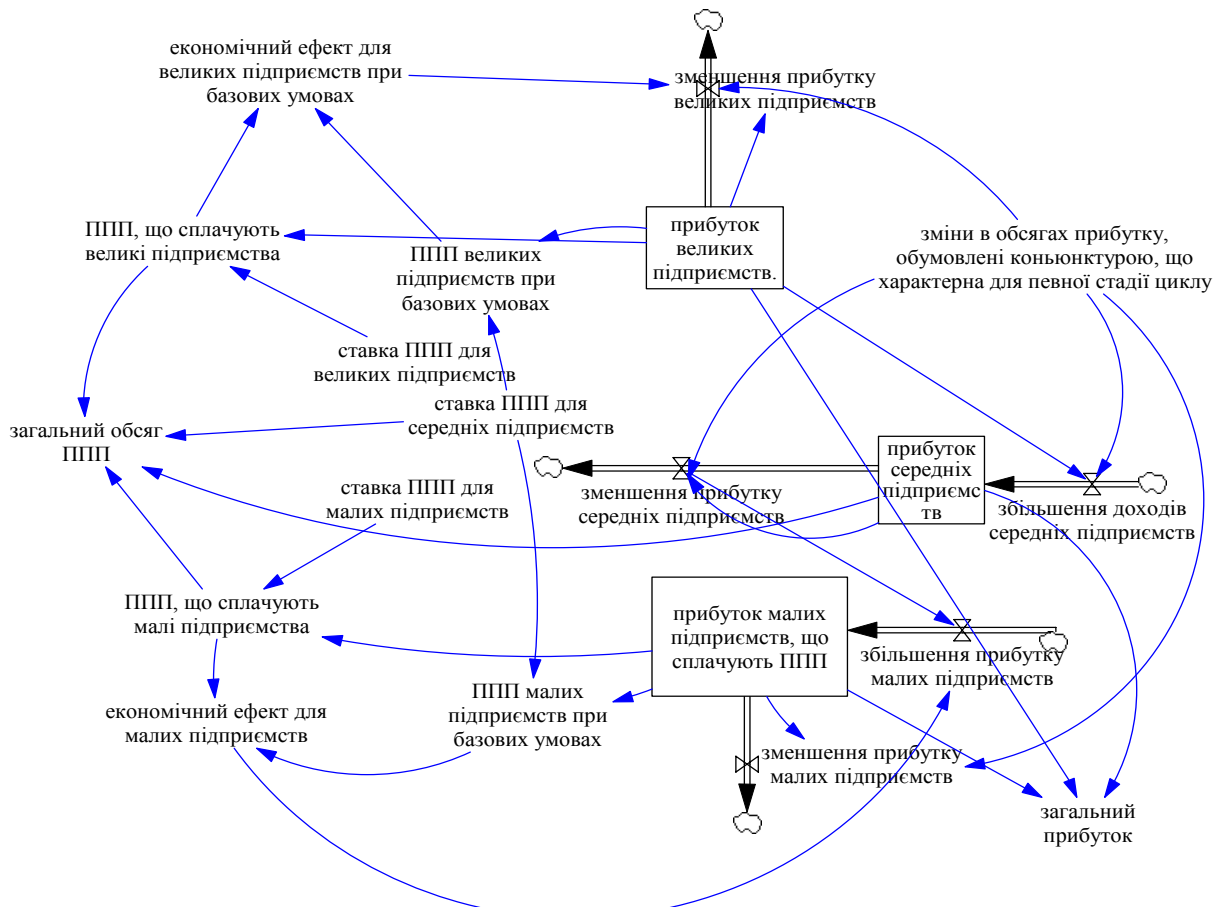 економічний ефект для
великих підприємств при
базових умовах
зменшення прибутку
великих підприємств
ППП, що сплачують
великі підприємства
ППП великих
підприємств при
базових умовах
прибуток
великих
підприємств.
зміни в обсягах прибутку,
обумовлені коньюнктурою, що
характерна для певної стадії циклу
ставка ППП для
великих підприємств
ставка ППП для
середніх підприємств
загальний обсяг
ППП
ставка ППП для
малих підприємств
зменшення прибутку
середніх підприємств
прибуток
середніх
підприємс
тв
збільшення доходів
середніх підприємств
ППП, що сплачують
малі підприємства
прибуток малих
підприємств, що
сплачують ППП
збільшення прибутку
малих підприємств
економічний ефект для
малих підприємств
ППП малих
підприємств при
базових умовах
зменшення прибутку
малих підприємств
загальний
прибуток